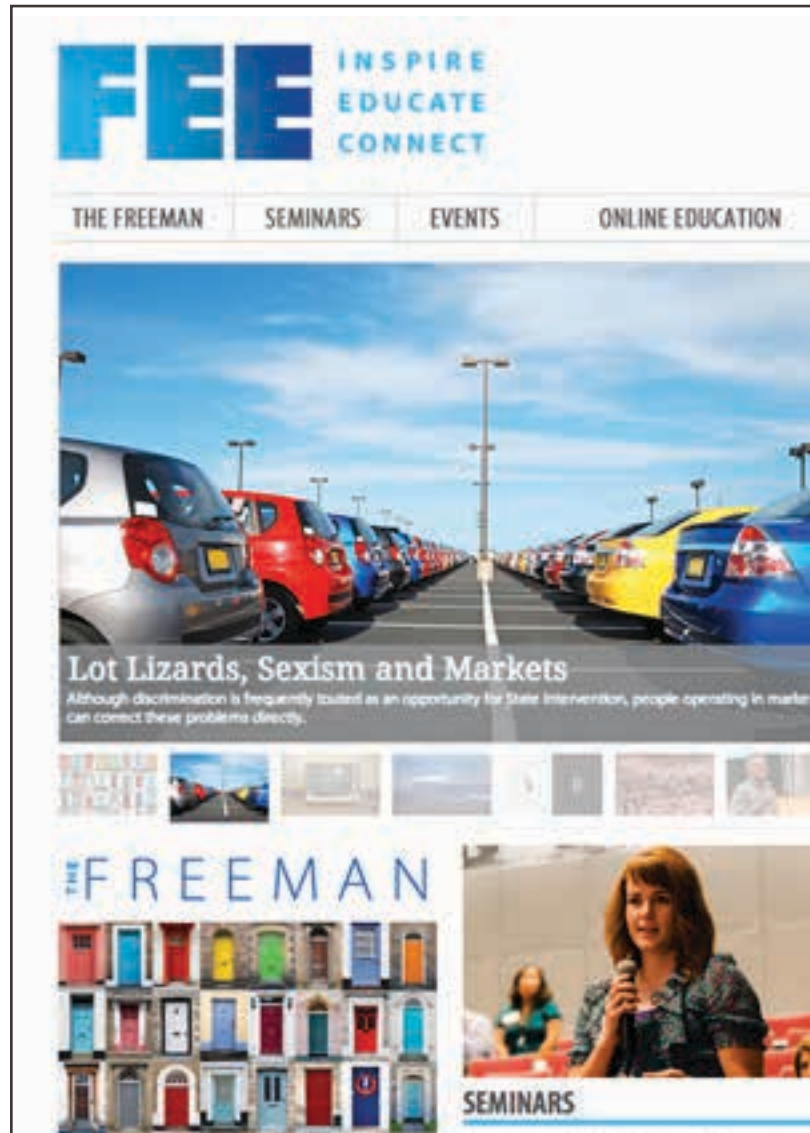 FEE
INSPIRE
EDUCATE
CONNECT
THE FREEMAN SEMINARS EVENTS ONLINE EDUCATION
Lot Lizards, Sexism and Markets
Although discrimination is frequently touted as an opportunity for State intervention, people operating in marke
can correct these problems directly.
THE FREEMAN
SEMINARS